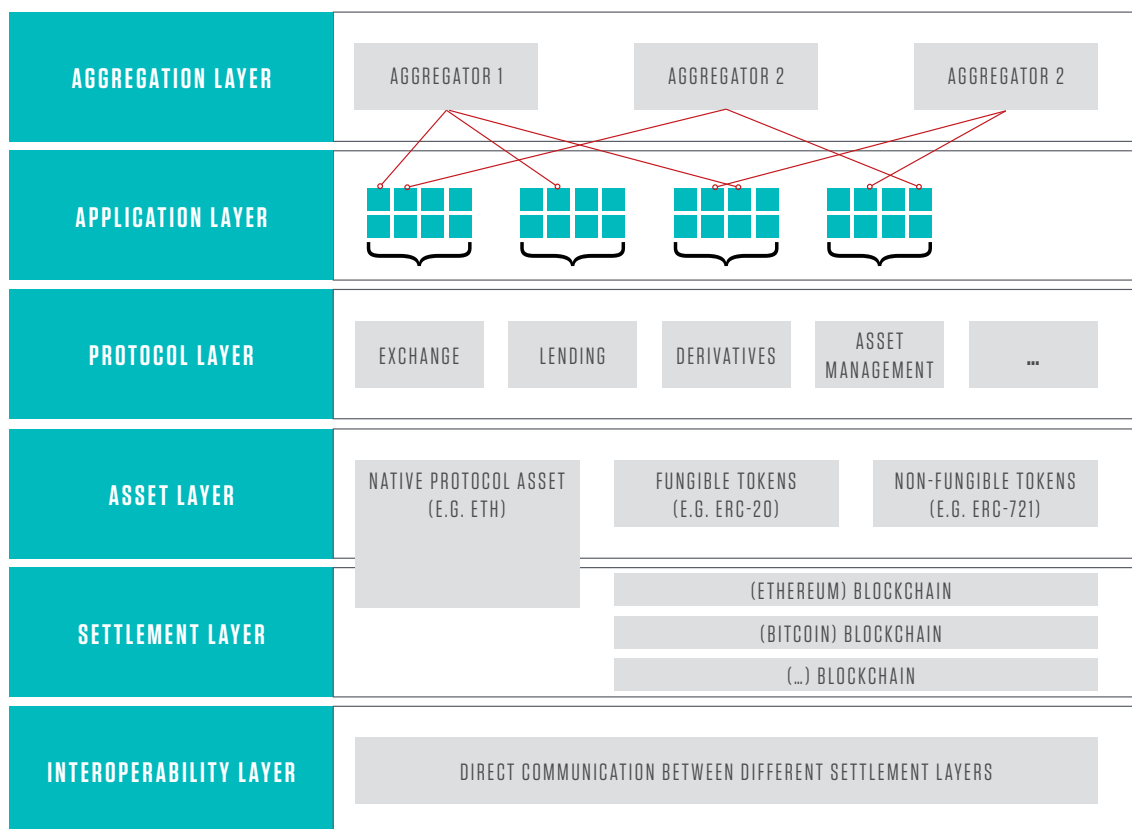 AGGREGATION LAYER
AGGREGATOR 1
AGGREGATOR 2
AGGREGATOR 2
APPLICATION LAYER
PROTOCOL LAYER
EXCHANGE
LENDING
DERIVATIVES
ASSET
MANAGEMENT
...
ASSET LAYER
NATIVE PROTOCOL ASSET
(E.G. ETH)
FUNGIBLE TOKENS
(E.G. ERC-20)
NON-FUNGIBLE TOKENS
(E.G. ERC-721)
SETTLEMENT LAYER
(ETHEREUM) BLOCKCHAIN
(BITCOIN) BLOCKCHAIN
(...) BLOCKCHAIN
INTEROPERABILITY LAYER
DIRECT COMMUNICATION BETWEEN DIFFERENT SETTLEMENT LAYERS